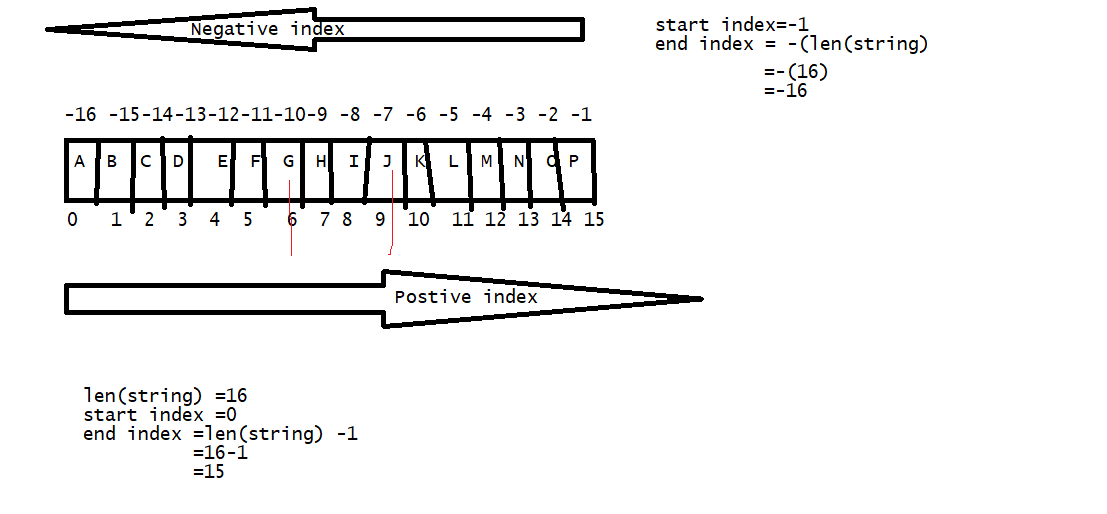 Negative index
start index=-1
end index = -(len(string)
=-(16)
=-16
-16 -15 -14 -13 -12 -11 -10 -9 -8 -7 -6 -5 -4 -3 -2 -1
A B C D E F G H I J K L M N O P
0 1 2 3 4 5 6 7 8 9 10 11 12 13 14 15
Postive index
len(string) =16
start index =0
end index =len(string) -1
=16-1
=15